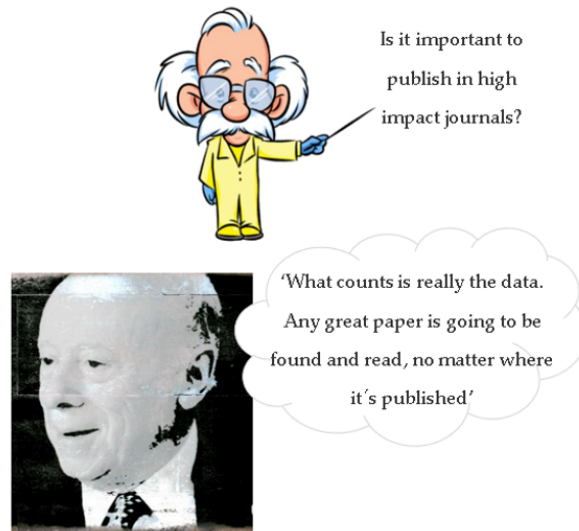 Is it important to
publish in high
impact journals?
‘What counts is really the data.
Any great paper is going to be
found and read, no matter where
it´s published’